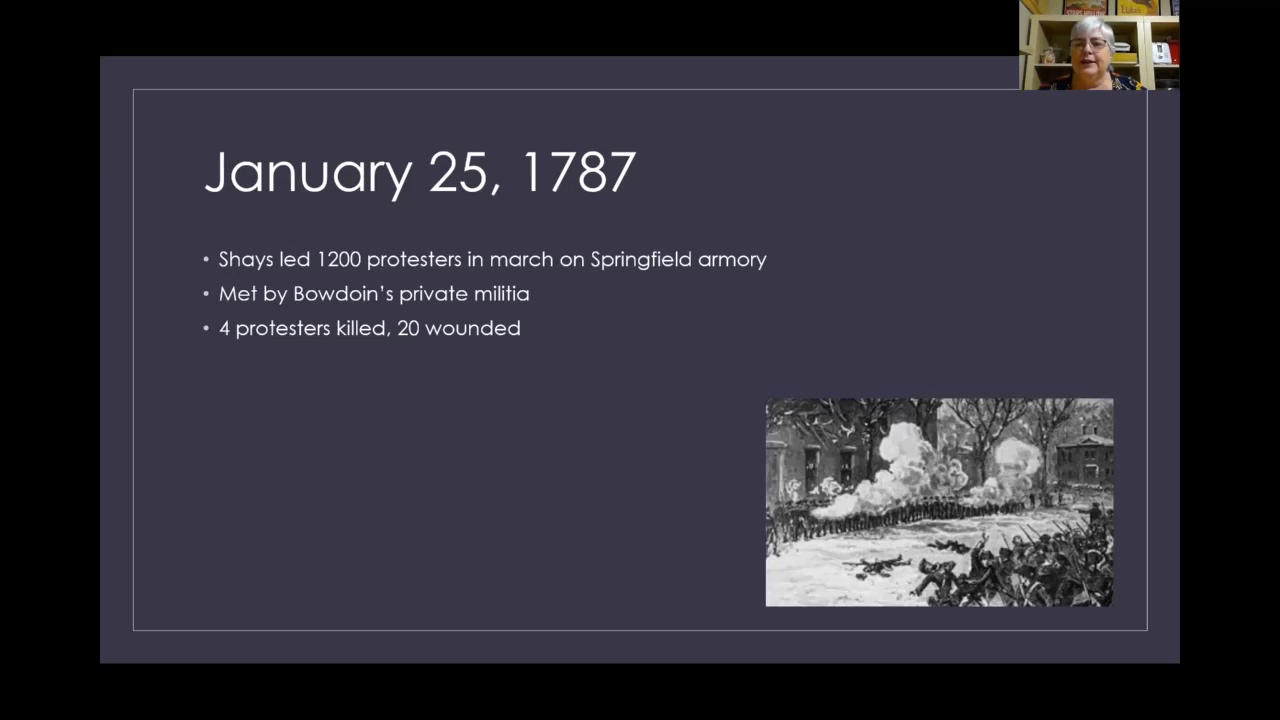 January 25, 1787
• Shays led 1200 protesters in march on Springfield armory
• Met by Bowdoin’s private militia
• 4 protesters killed, 20 wounded